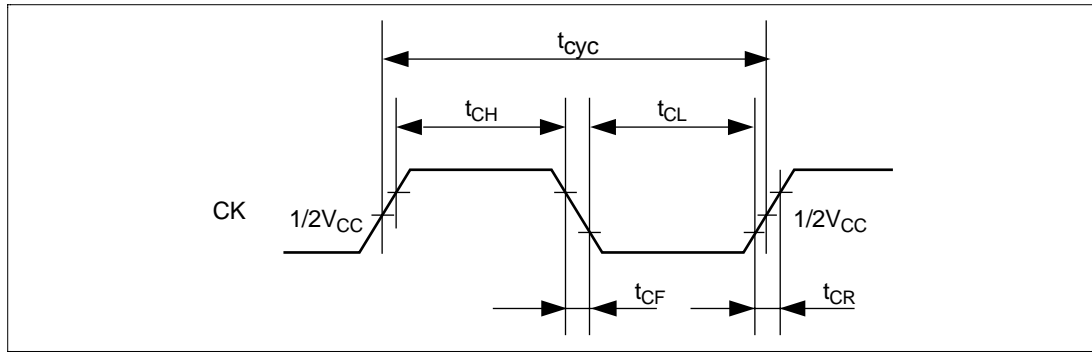 tcyc
tCH
tCL
CK
1/2VCC
1/2VCC
tCF
tCR